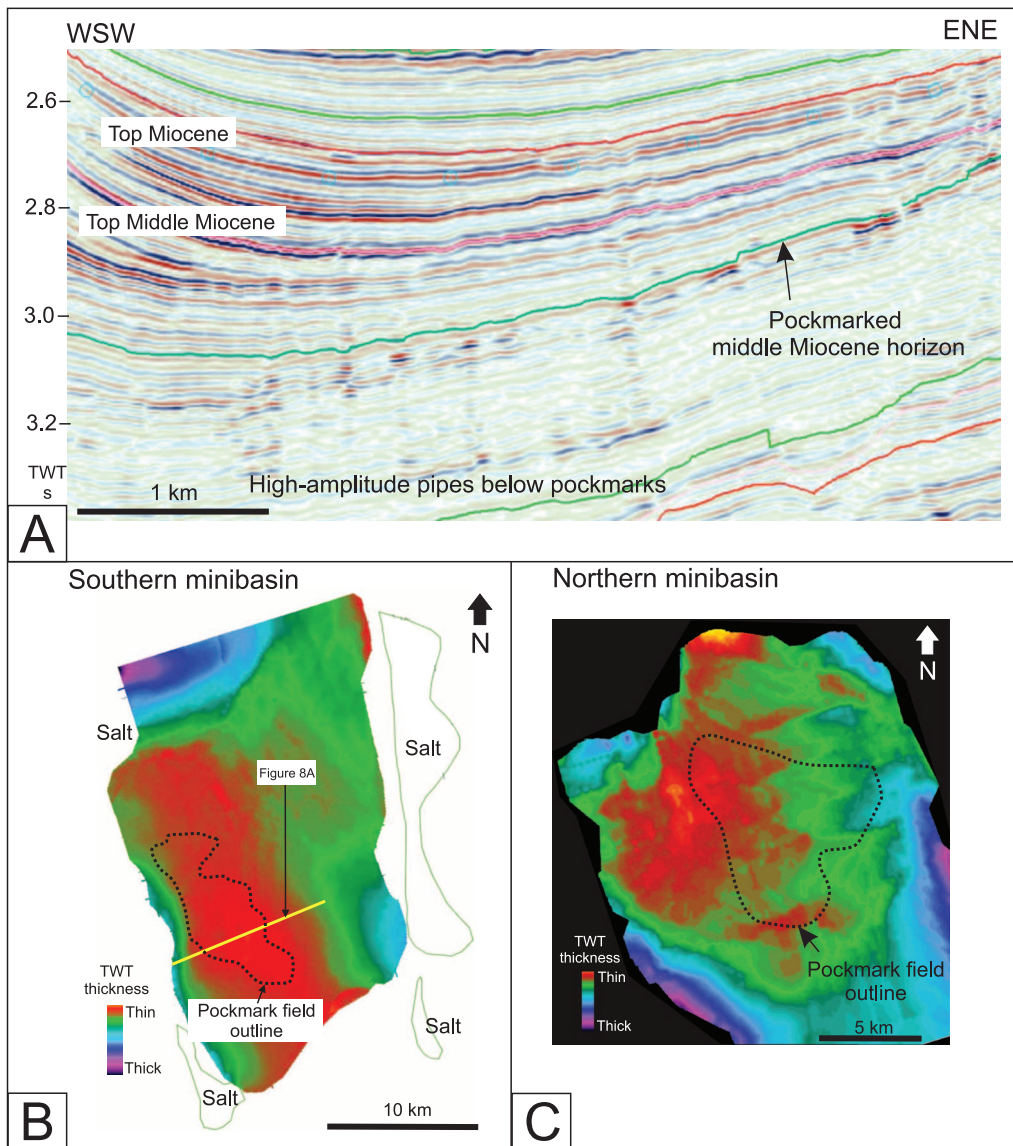 WSW
ENE
2.6
Top Miocene
2.8
Top Middle Miocene
3.0
Pockmarked
middle Miocene horizon
3.2
TWT
s
1 km
High-amplitude pipes below pockmarks
A
Southern minibasin
N
Salt
Salt
Figure 8A
TWT
thickness
Thin
Thick
Pockmark field
outline
Salt
Salt
10 km
B
Northern minibasin
N
TWT
thickness
Thin
Thick
Pockmark field
outline
5 km
C